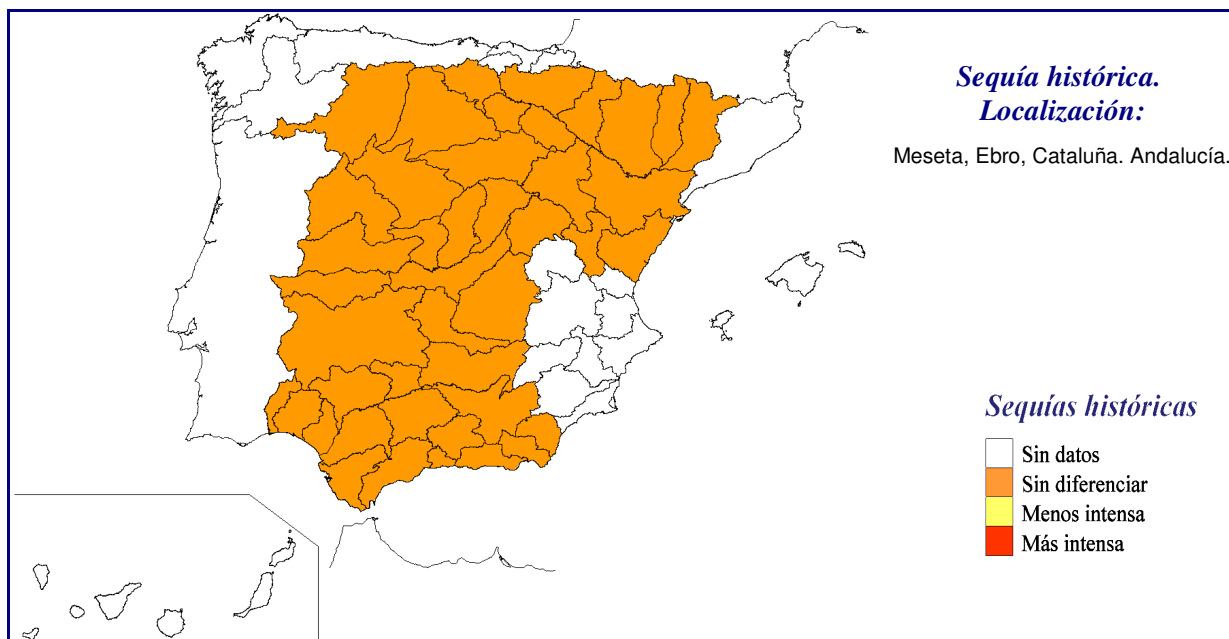 Sequía histórica.
Localización:
Meseta, Ebro, Cataluña. Andalucía.
Sequías históricas
Sin datos
Sin diferenciar
Menos intensa
Más intensa